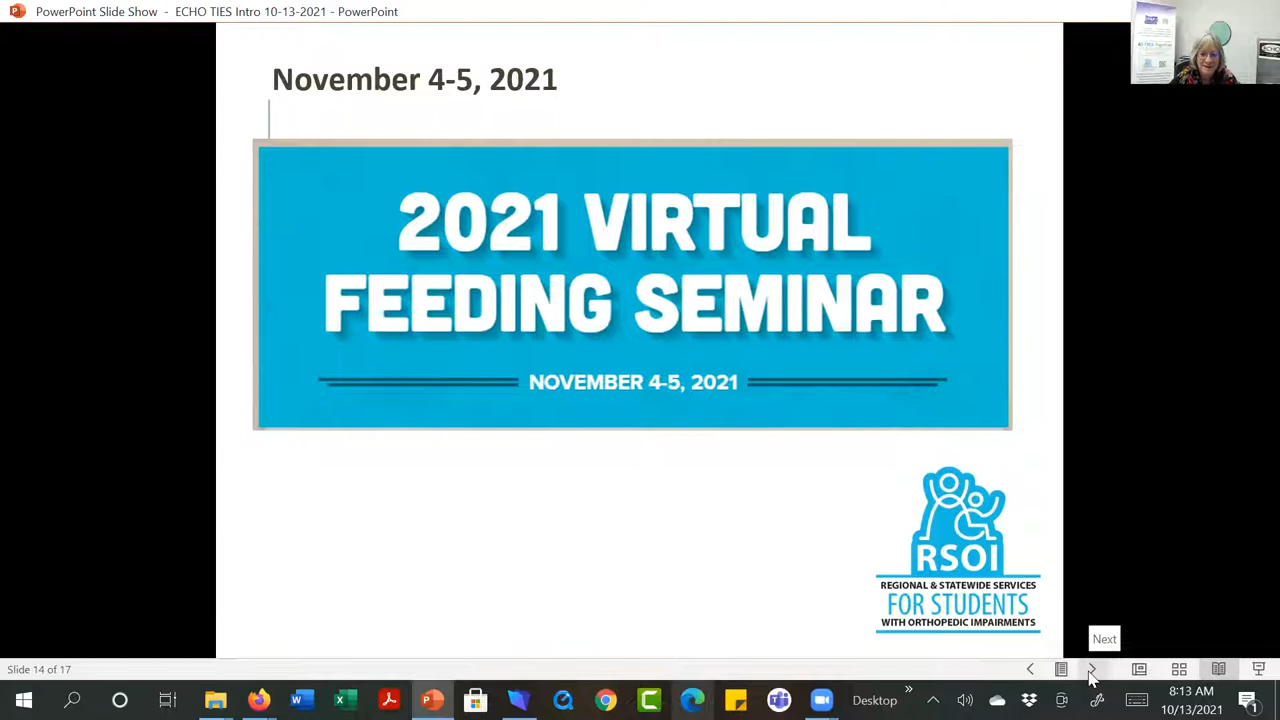 PowerPoint Slide Show - ECHO TIES Intro 10-13-2021 - PowerPoint
November 4-5, 2021
2021 VIRTUAL
FEEDING SEMINAR
NOVEMBER 4-5, 2021
RSOI
REGIONAL & STATEWIDE SERVICES
FOR STUDENTS
WITH ORTHOPEDIC IMPAIRMENTS
Next
Slide 14 of 17
Desktop
8:13 AM
10/13/2021
1